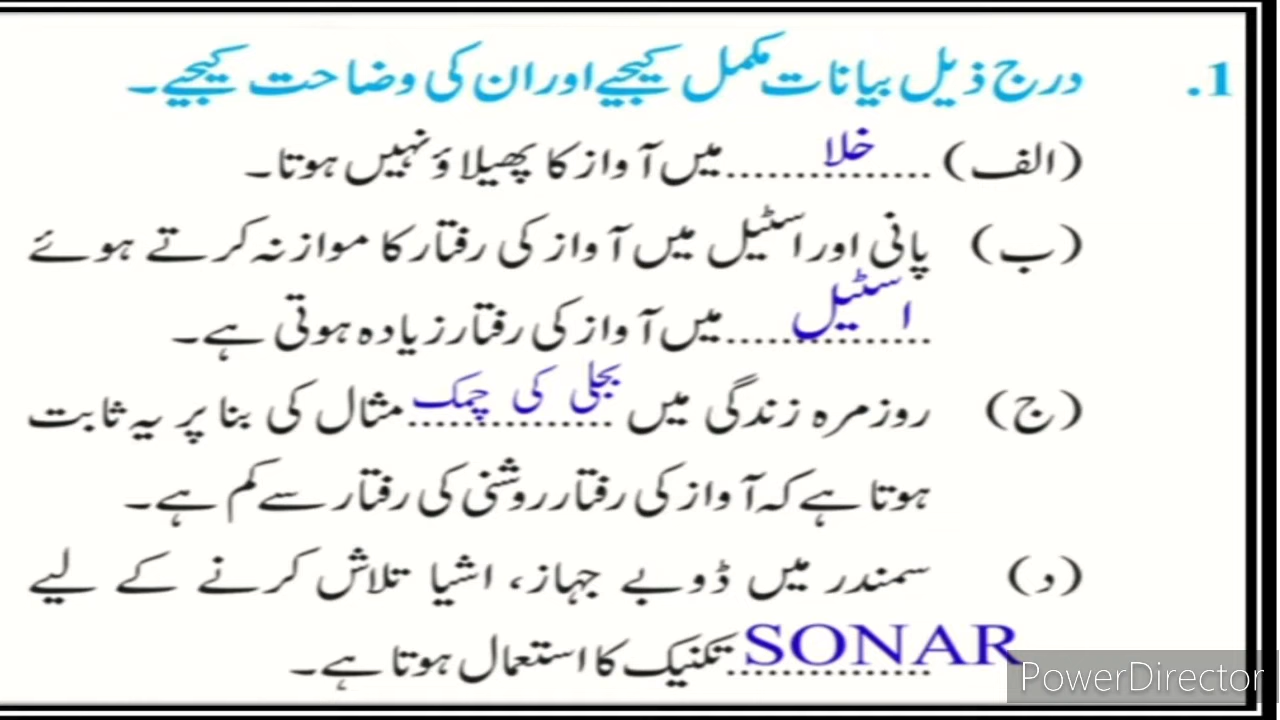 1. درج ذیل بیانات مکمل کیجیے اور ان کی وضاحت کیجیے۔
(الف) ......خلا...... میں آواز کا پھیلاؤ نہیں ہوتا۔
(ب) پانی اور اسٹیل میں آواز کی رفتار کا موازنہ کرتے ہوئے
......اسٹیل...... میں آواز کی رفتار زیادہ ہوتی ہے۔
(ج) روزمرہ زندگی میں ......بجلی کی چمک...... مثال کی بنا پر یہ ثابت
ہوتا ہے کہ آواز کی رفتار روشنی کی رفتار سے کم ہے۔
(د) سمندر میں ڈوبے جہاز، اشیا تلاش کرنے کے لیے
......SONAR...... تکنیک کا استعمال ہوتا ہے۔
PowerDirector